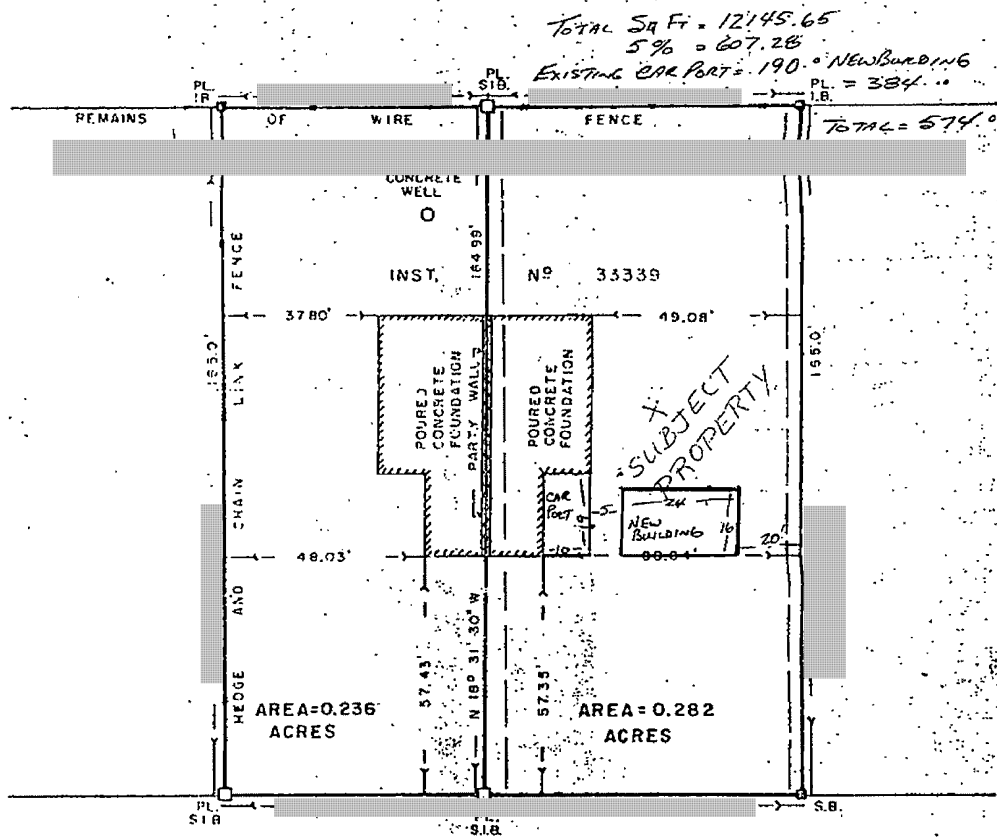 TOTAL SQ FT = 12145.65
5% = 607.28
EXISTING CAR PORT = 190.° NEW BUILDING
= 384.°°
TOTAL = 574.°
PL.
I.B.
PL.
S.I.B.
PL.
I.B.
REMAINS OF WIRE FENCE
CONCRETE
WELL
INST. Nº 33339
164.99'
37.80'
49.08'
165.0'
165.0'
HEDGE AND CHAIN LINK FENCE
POURED
CONCRETE
FOUNDATION
PARTY WALL
POURED
CONCRETE
FOUNDATION
X
SUBJECT
PROPERTY
CAR
PORT
5
10
24
16
NEW
BUILDING
20'
48.03'
57.43'
N 18° 31' 30" W
57.35'
AREA=0.236
ACRES
AREA=0.282
ACRES
PL.
S.I.B.
S.I.B.
S.B.